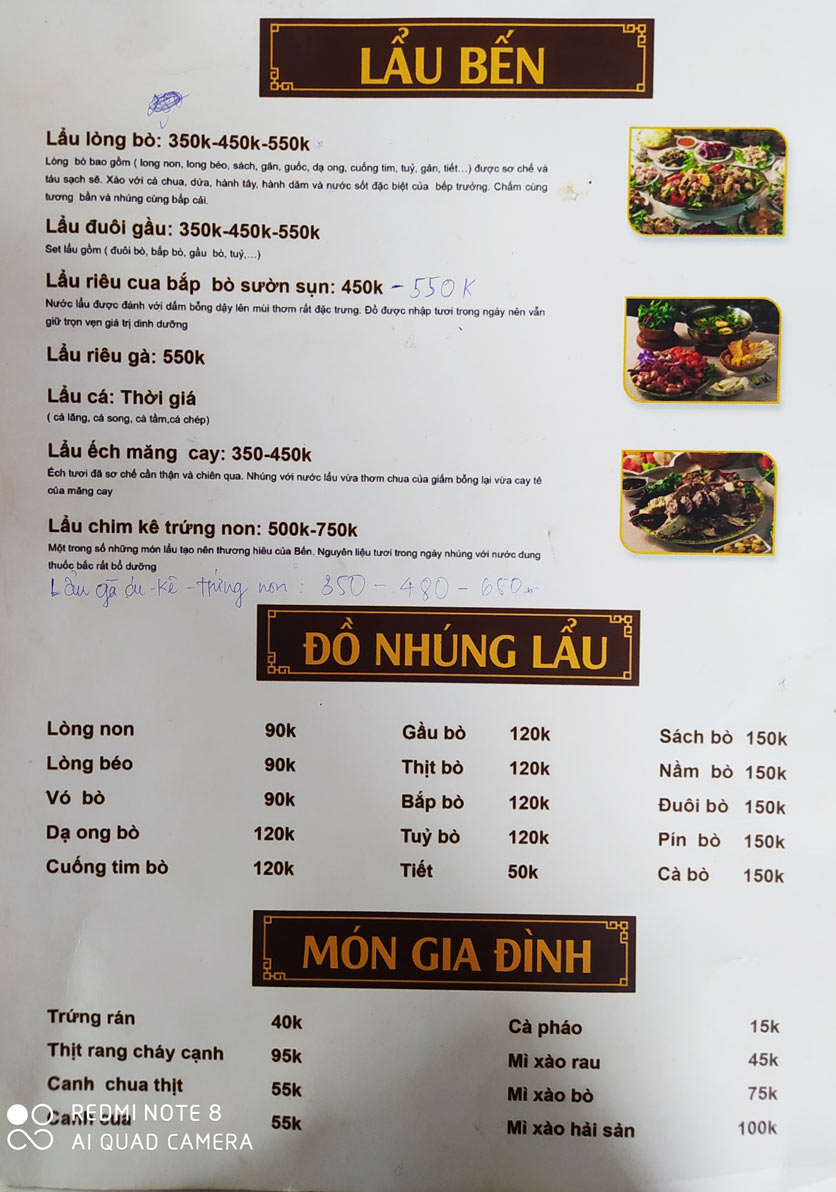 LẨU BẾN
Lẩu lòng bò: 350k-450k-550k
Lòng bò bao gồm ( long non, long béo, sách, gân, guốc, dạ ong, cuống tim, tuỷ, gân, tiết...) được sơ chế và
táu sạch sẽ. Xào với cà chua, dứa, hành tây, hành dăm và nước sốt đặc biệt của bếp trưởng. Chấm cùng
tương bần và nhúng cùng bắp cải.
Lẩu đuôi gầu: 350k-450k-550k
Set lẩu gồm ( đuôi bò, bắp bò, gầu bò, tuỷ,...)
Lẩu riêu cua bắp bò sườn sụn: 450k - 550K
Nước lẩu được đánh với dấm bỗng dậy lên mùi thơm rất đặc trưng. Đồ được nhập tươi trong ngày nên vẫn
giữ trọn vẹn giá trị dinh dưỡng
Lẩu riêu gà: 550k
Lẩu cá: Thời giá
( cá lăng, cá song, cá tầm,cá chép)
Lẩu ếch măng cay: 350-450k
Ếch tươi đã sơ chế cẩn thận và chiên qua. Nhúng với nước lẩu vừa thơm chua của giấm bỗng lại vừa cay tê
của măng cay
Lẩu chim kê trứng non: 500k-750k
Một trong số những món lẩu tạo nên thương hiêu của Bến. Nguyên liệu tươi trong ngày nhúng với nước dung
thuốc bắc rất bổ dưỡng
Lẩu gà du-kê-trứng non: 350 - 480 - 650
ĐỒ NHÚNG LẨU
Lòng non 90k Gầu bò 120k Sách bò 150k
Lòng béo 90k Thịt bò 120k Nầm bò 150k
Vó bò 90k Bắp bò 120k Đuôi bò 150k
Dạ ong bò 120k Tuỷ bò 120k Pín bò 150k
Cuống tim bò 120k Tiết 50k Cà bò 150k
MÓN GIA ĐÌNH
Trứng rán 40k Cà pháo 15k
Thịt rang cháy cạnh 95k Mì xào rau 45k
Canh chua thịt 55k Mì xào bò 75k
Canh cua 55k Mì xào hải sản 100k
REDMI NOTE 8
AI QUAD CAMERA